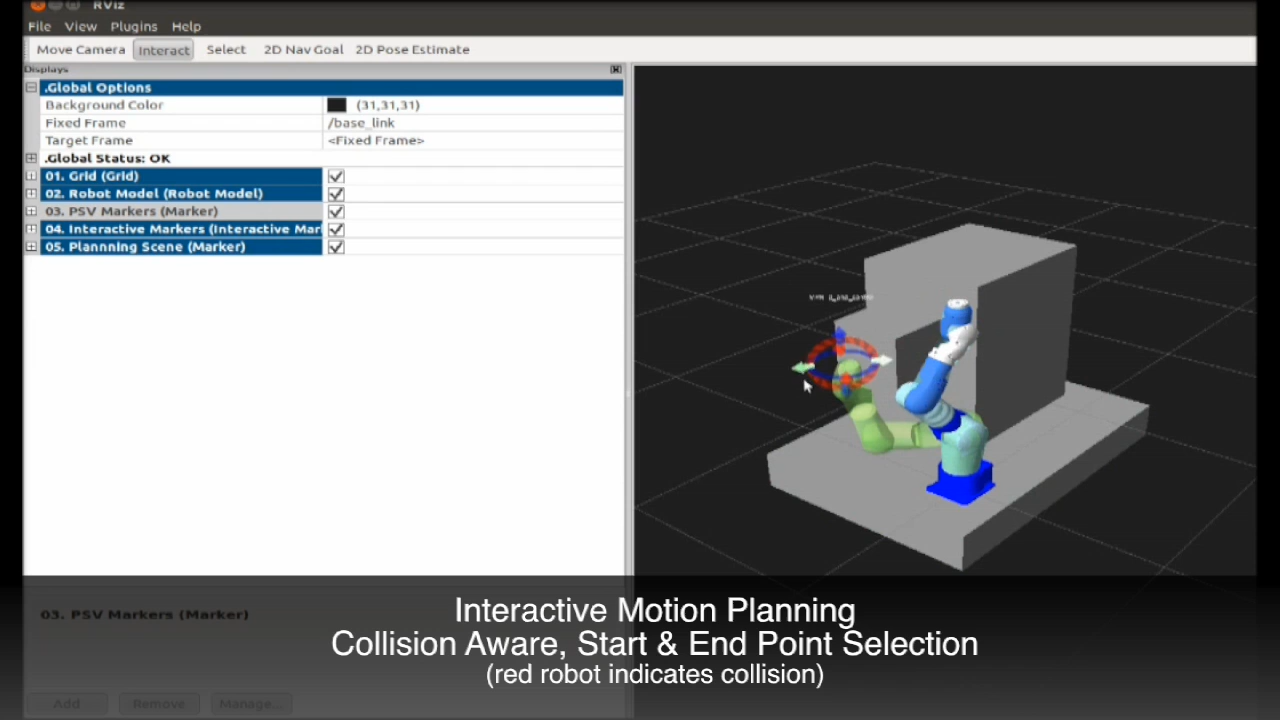 RViz
File View Plugins Help
Move Camera Interact Select 2D Nav Goal 2D Pose Estimate
Displays
.Global Options
Background Color (31,31,31)
Fixed Frame /base_link
Target Frame <Fixed Frame>
.Global Status: OK
01. Grid (Grid)
02. Robot Model (Robot Model)
03. PSV Markers (Marker)
04. Interactive Markers (Interactive Mar
05. Plannning Scene (Marker)
03. PSV Markers (Marker)
Interactive Motion Planning
Collision Aware, Start & End Point Selection
(red robot indicates collision)
Add Remove Manage...